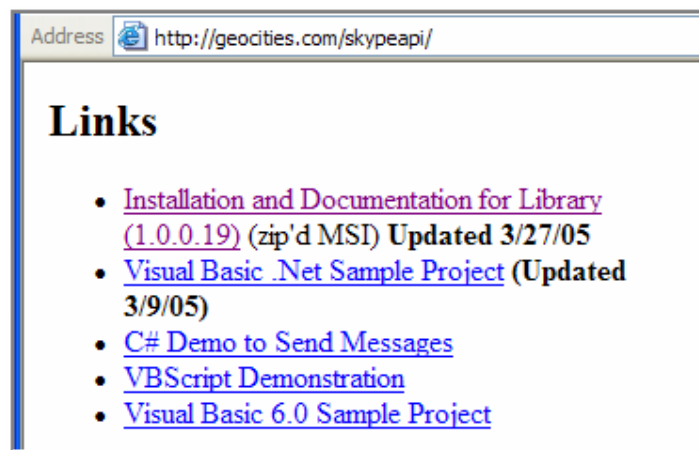 Address http://geocities.com/skypeapi/
Links
• Installation and Documentation for Library
(1.0.0.19) (zip'd MSI) Updated 3/27/05
• Visual Basic .Net Sample Project (Updated
3/9/05)
• C# Demo to Send Messages
• VBScript Demonstration
• Visual Basic 6.0 Sample Project